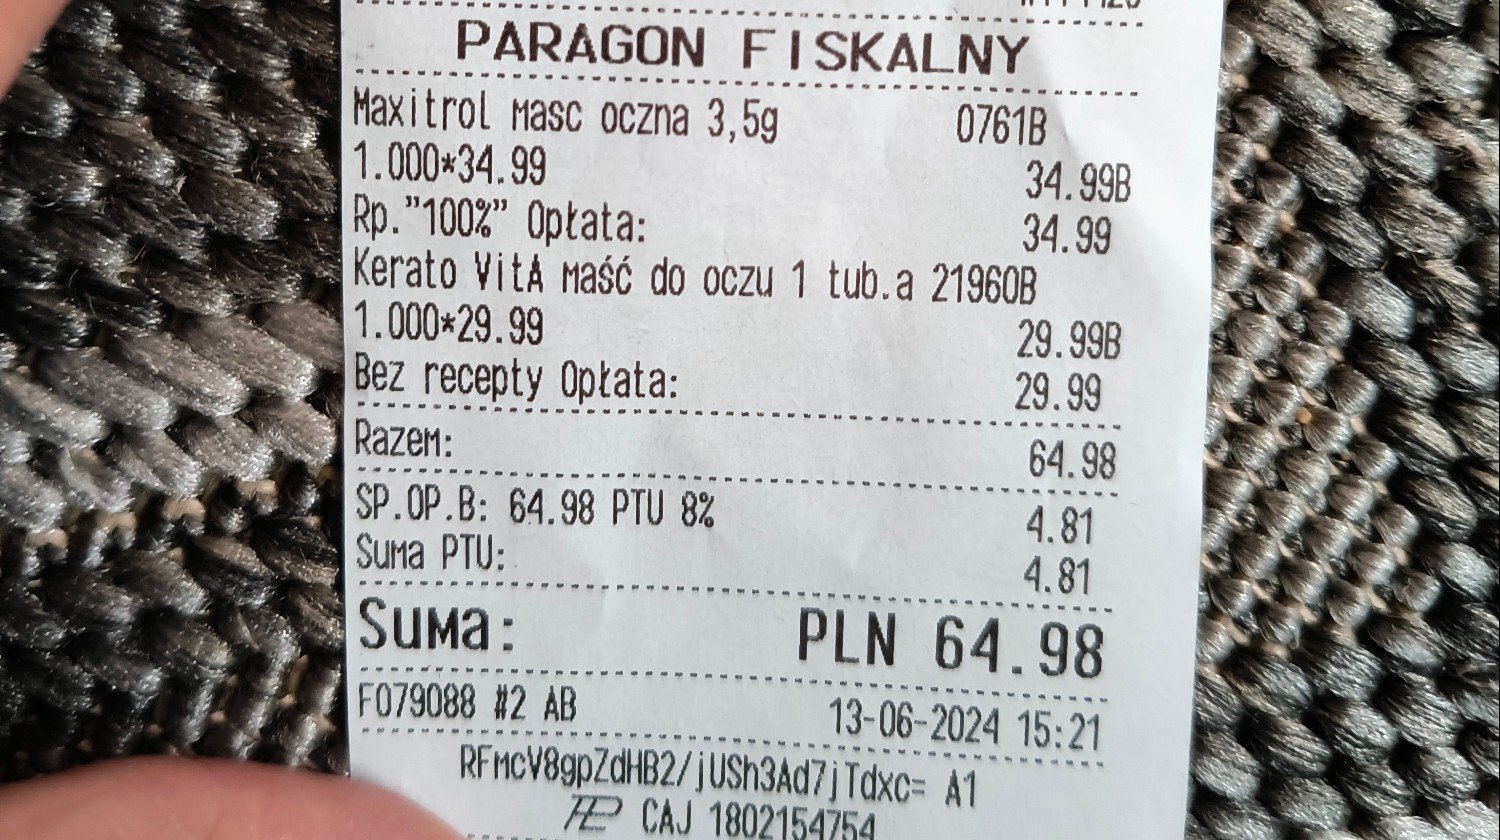 PARAGON FISKALNY
Maxitrol masc oczna 3,5g 0761B
1.000*34.99 34.99B
Rp."100%" Opłata: 34.99
Kerato VitA maść do oczu 1 tub.a 21960B
1.000*29.99 29.99B
Bez recepty Opłata: 29.99
Razem: 64.98
SP.OP.B: 64.98 PTU 8% 4.81
Suma PTU: 4.81
Suma: PLN 64.98
F079088 #2 AB 13-06-2024 15:21
RFmcV8gpZdHB2/jUSh3Ad7jTdxc= A1
CAJ 1802154754